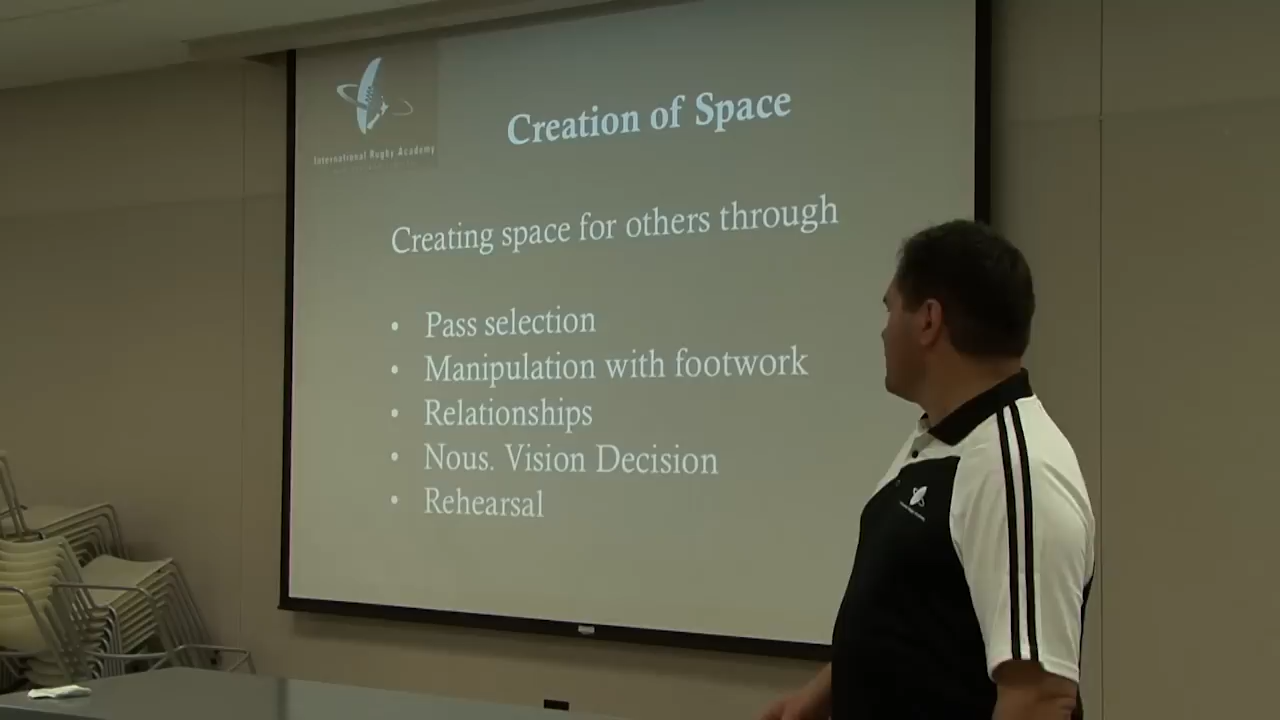 International Rugby Academy
Creation of Space
Creating space for others through
• Pass selection
• Manipulation with footwork
• Relationships
• Nous. Vision Decision
• Rehearsal